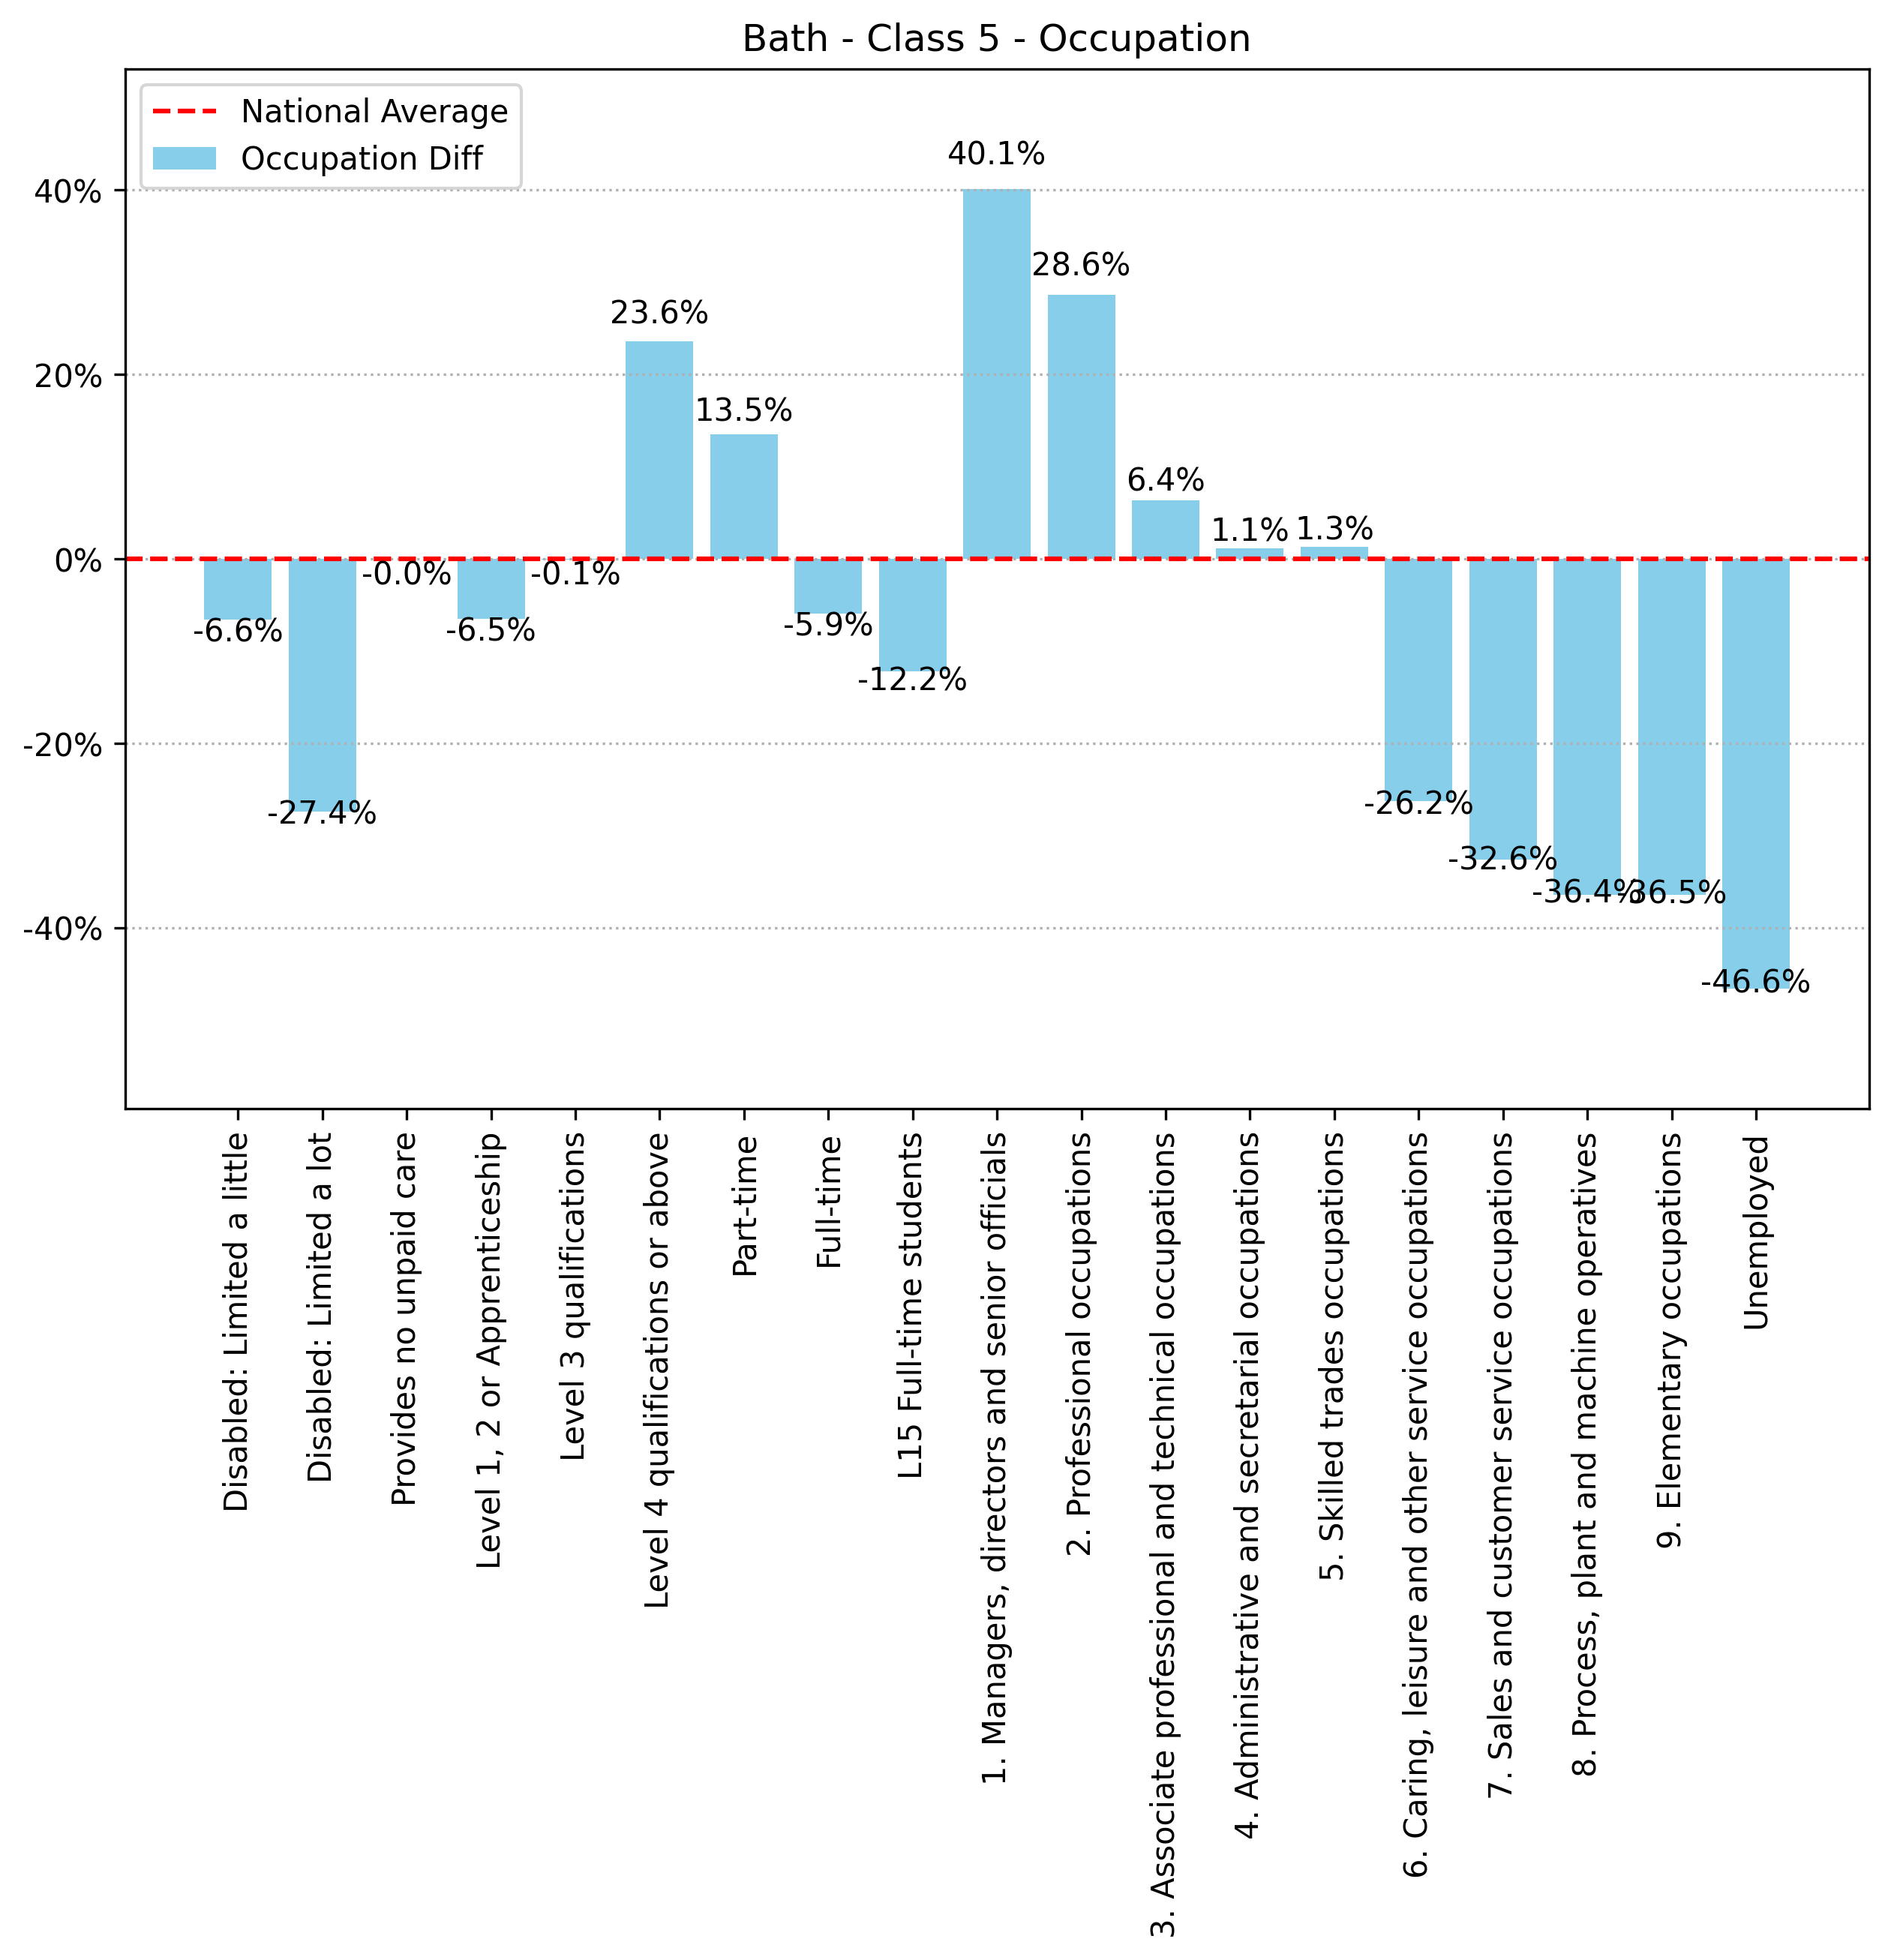 Bath - Class 5 - Occupation
National Average
Occupation Diff
40%
20%
0%
-20%
-40%
-6.6%
-27.4%
-0.0%
-6.5%
-0.1%
23.6%
13.5%
-5.9%
-12.2%
40.1%
28.6%
6.4%
1.1%
1.3%
-26.2%
-32.6%
-36.4%
-36.5%
-46.6%
Disabled: Limited a little
Disabled: Limited a lot
Provides no unpaid care
Level 1, 2 or Apprenticeship
Level 3 qualifications
Level 4 qualifications or above
Part-time
Full-time
L15 Full-time students
1. Managers, directors and senior officials
2. Professional occupations
3. Associate professional and technical occupations
4. Administrative and secretarial occupations
5. Skilled trades occupations
6. Caring, leisure and other service occupations
7. Sales and customer service occupations
8. Process, plant and machine operatives
9. Elementary occupations
Unemployed